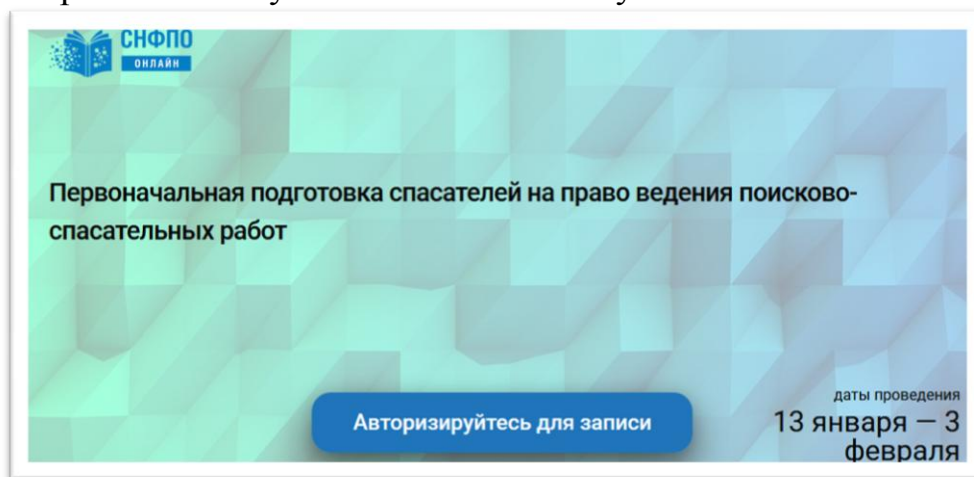 СНФПО
ОНЛАЙН
Первоначальная подготовка спасателей на право ведения поисково-
спасательных работ
Авторизируйтесь для записи
даты проведения
13 января — 3
февраля